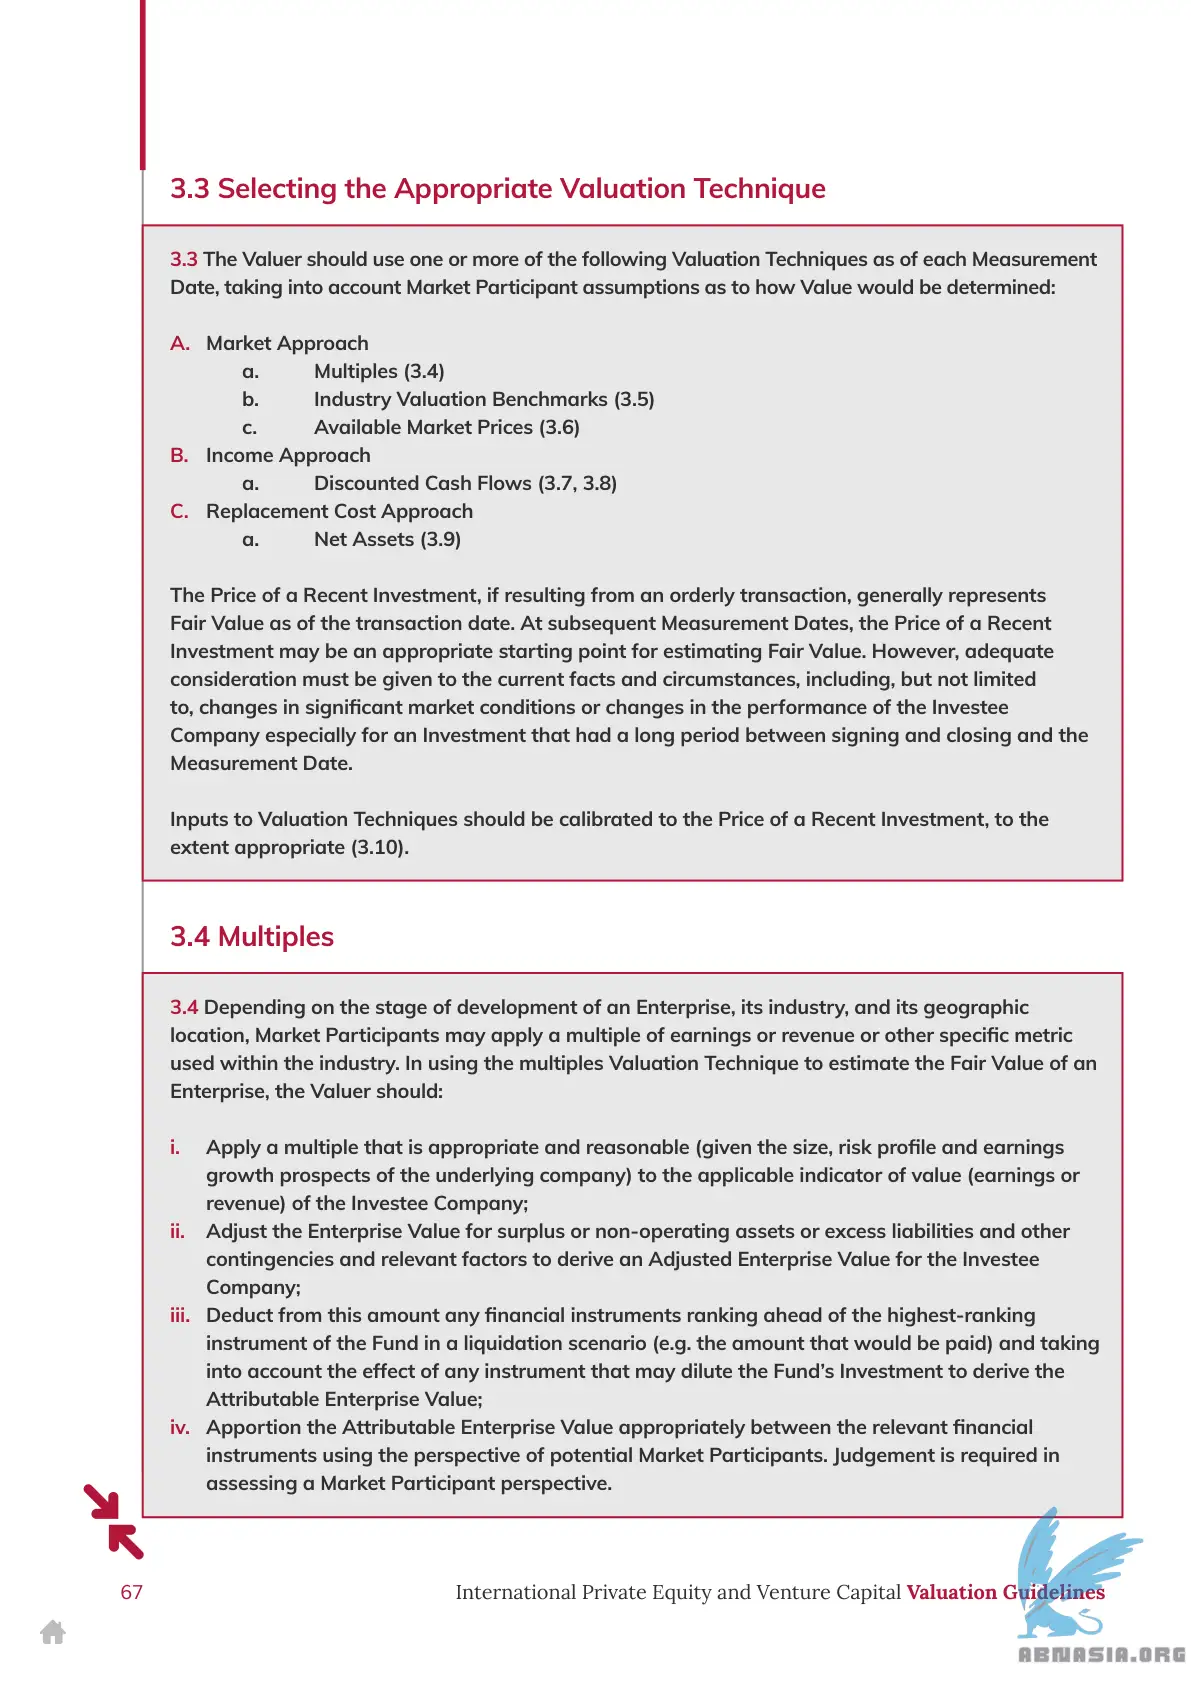 3.3 Selecting the Appropriate Valuation Technique
3.3 The Valuer should use one or more of the following Valuation Techniques as of each Measurement
Date, taking into account Market Participant assumptions as to how Value would be determined:
A. Market Approach
a. Multiples (3.4)
b. Industry Valuation Benchmarks (3.5)
c. Available Market Prices (3.6)
B. Income Approach
a. Discounted Cash Flows (3.7, 3.8)
C. Replacement Cost Approach
a. Net Assets (3.9)
The Price of a Recent Investment, if resulting from an orderly transaction, generally represents
Fair Value as of the transaction date. At subsequent Measurement Dates, the Price of a Recent
Investment may be an appropriate starting point for estimating Fair Value. However, adequate
consideration must be given to the current facts and circumstances, including, but not limited
to, changes in significant market conditions or changes in the performance of the Investee
Company especially for an Investment that had a long period between signing and closing and the
Measurement Date.
Inputs to Valuation Techniques should be calibrated to the Price of a Recent Investment, to the
extent appropriate (3.10).
3.4 Multiples
3.4 Depending on the stage of development of an Enterprise, its industry, and its geographic
location, Market Participants may apply a multiple of earnings or revenue or other specific metric
used within the industry. In using the multiples Valuation Technique to estimate the Fair Value of an
Enterprise, the Valuer should:
i. Apply a multiple that is appropriate and reasonable (given the size, risk profile and earnings
growth prospects of the underlying company) to the applicable indicator of value (earnings or
revenue) of the Investee Company;
ii. Adjust the Enterprise Value for surplus or non-operating assets or excess liabilities and other
contingencies and relevant factors to derive an Adjusted Enterprise Value for the Investee
Company;
iii. Deduct from this amount any financial instruments ranking ahead of the highest-ranking
instrument of the Fund in a liquidation scenario (e.g. the amount that would be paid) and taking
into account the effect of any instrument that may dilute the Fund’s Investment to derive the
Attributable Enterprise Value;
iv. Apportion the Attributable Enterprise Value appropriately between the relevant financial
instruments using the perspective of potential Market Participants. Judgement is required in
assessing a Market Participant perspective.
67 International Private Equity and Venture Capital Valuation Guidelines
ABNASIA.ORG